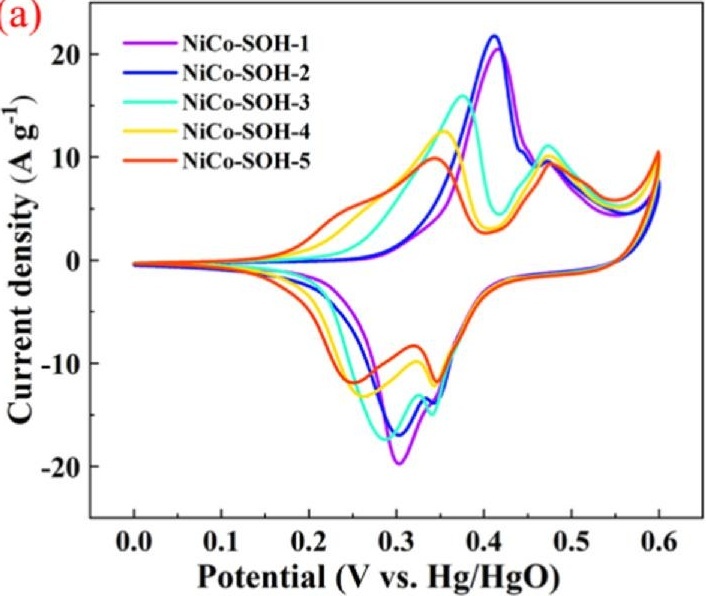 (a)
NiCo-SOH-1
NiCo-SOH-2
NiCo-SOH-3
NiCo-SOH-4
NiCo-SOH-5
Current density (A g⁻¹)
20
10
0
-10
-20
0.0 0.1 0.2 0.3 0.4 0.5 0.6
Potential (V vs. Hg/HgO)